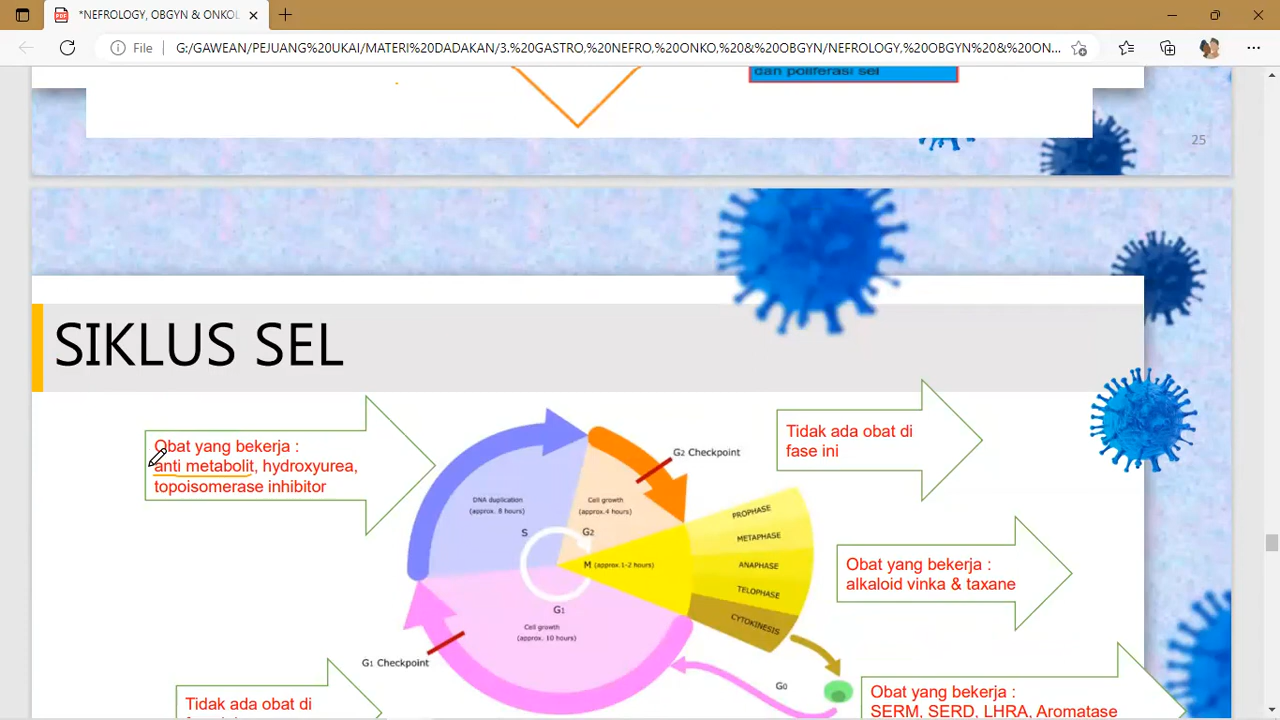 *NEFROLOGY, OBGYN & ONKOL
File
G:/GAWEAN/PEJUANG%20UKAI/MATERI%20DADAKAN/3.%20GASTRO,%20NEFRO,%20ONKO,%20&%20OBGYN/NEFROLOGY,%20OBGYN%20&%20ON...
dan poliferasi sel
25
SIKLUS SEL
Obat yang bekerja :
anti metabolit, hydroxyurea,
topoisomerase inhibitor
Tidak ada obat di
fase ini
G2 Checkpoint
DNA duplication
(approx. 8 hours)
Cell growth
(approx.4 hours)
S
G2
M (approx.1-2 hours)
G1
Cell growth
(approx. 10 hours)
PROPHASE
METAPHASE
ANAPHASE
TELOPHASE
CYTOKINESIS
Obat yang bekerja :
alkaloid vinka & taxane
G1 Checkpoint
G0
Tidak ada obat di
Obat yang bekerja :
SERM, SERD, LHRA, Aromatase